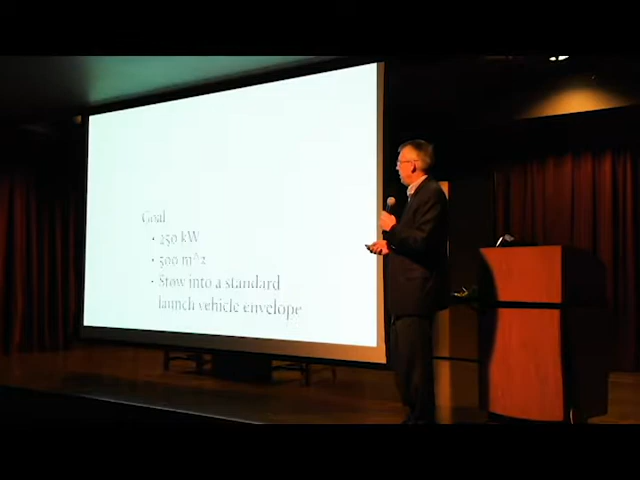 Goal
• 250 kW
• 500 m^2
• Stow into a standard
launch vehicle envelope